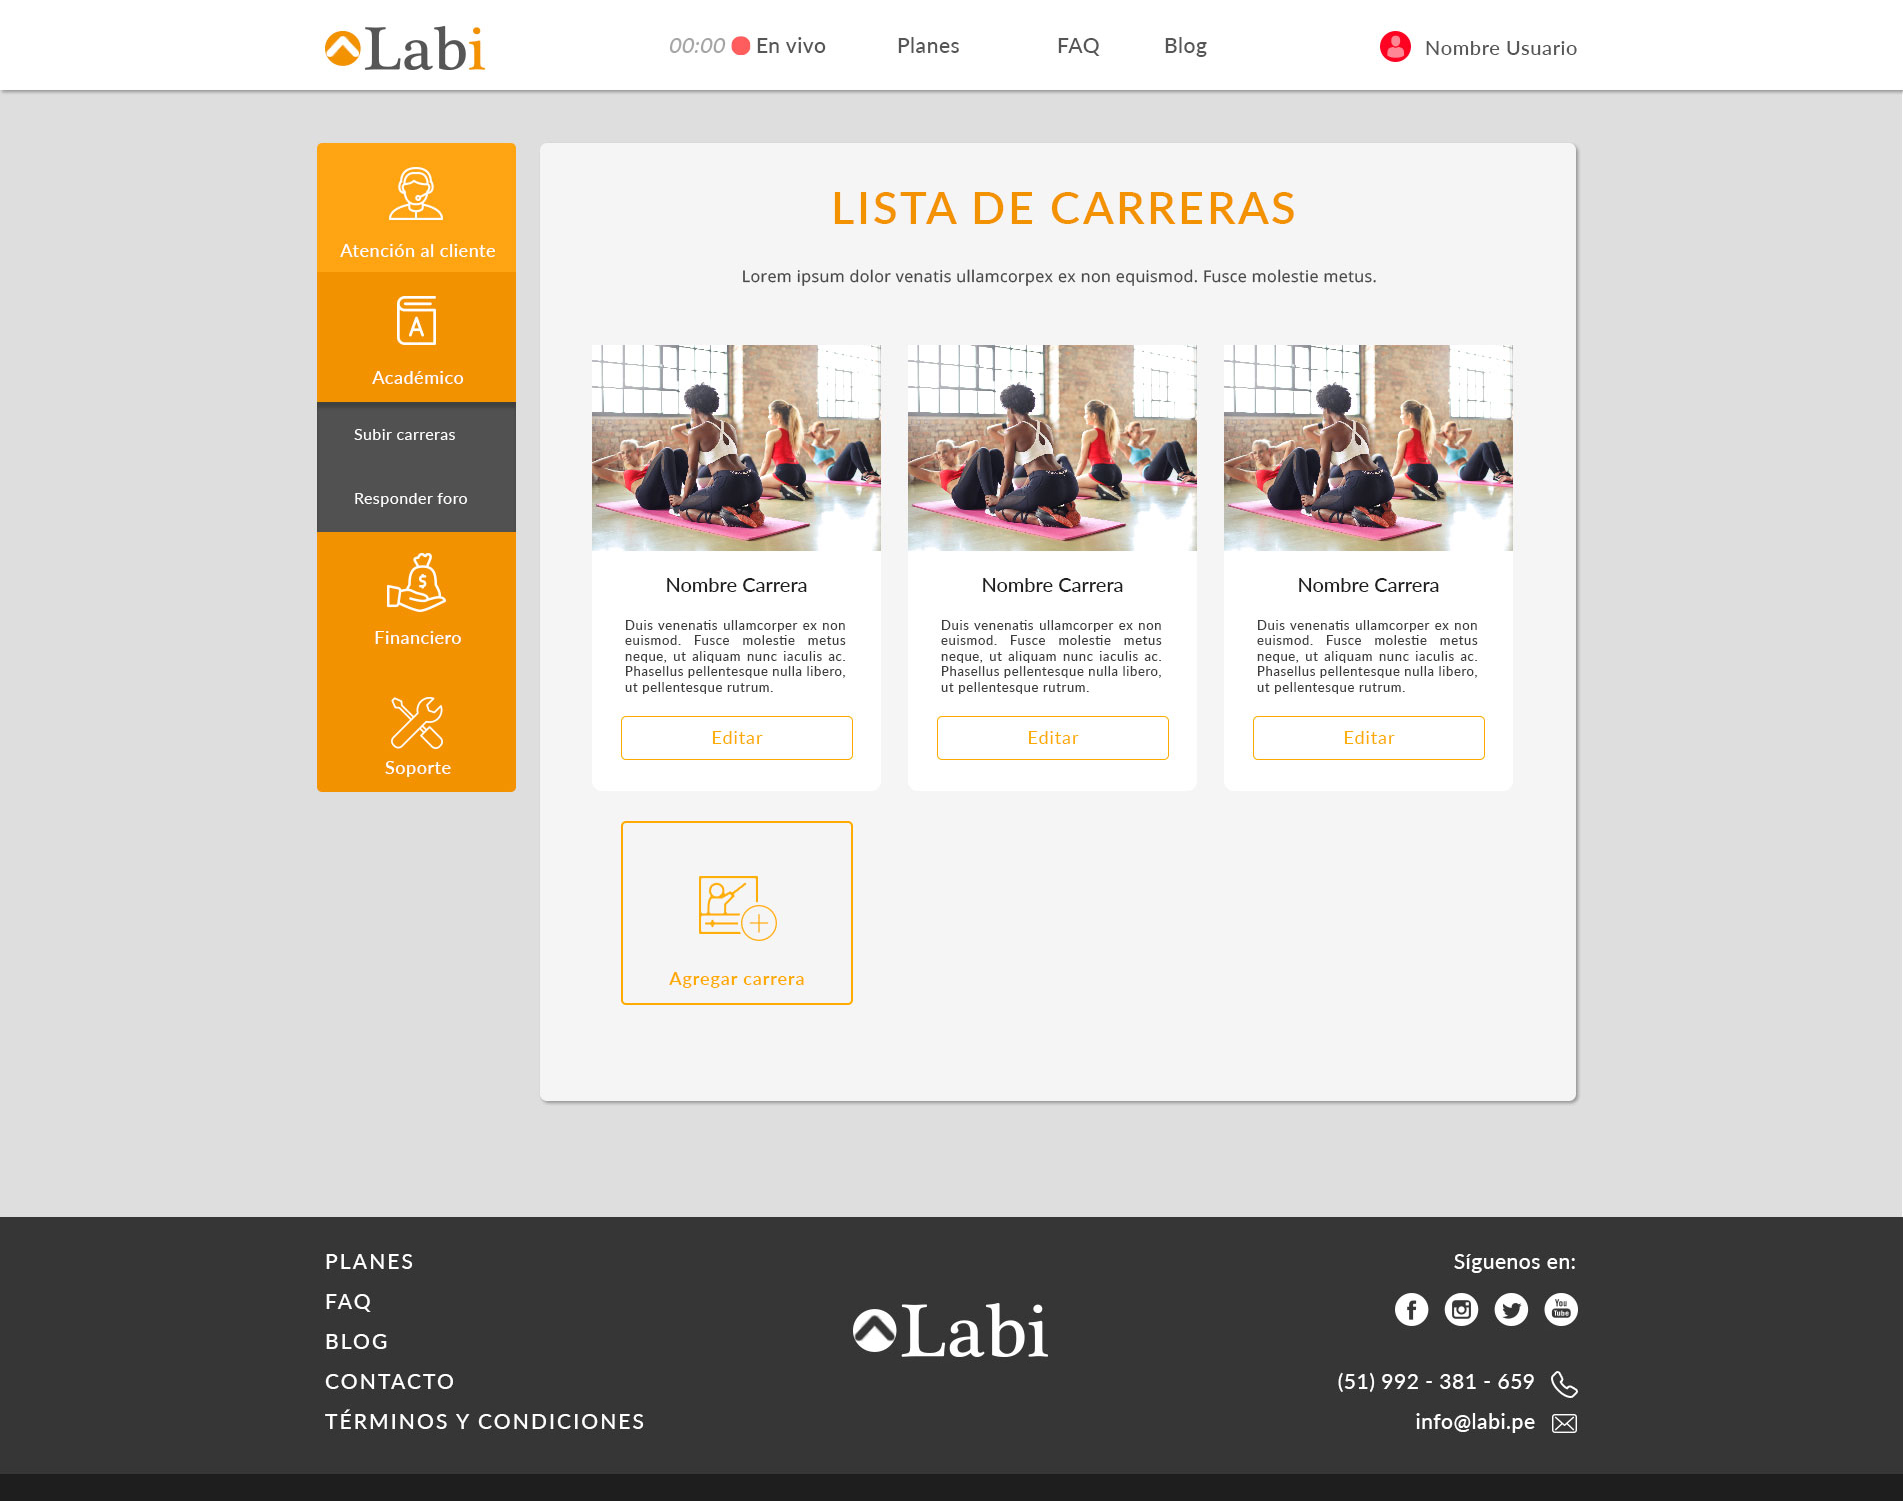 Labi
00:00 En vivo
Planes
FAQ
Blog
Nombre Usuario
Atención al cliente
A
Académico
Subir carreras
Responder foro
$
Financiero
Soporte
LISTA DE CARRERAS
Lorem ipsum dolor venatis ullamcorpex ex non equismod. Fusce molestie metus.
Nombre Carrera
Duis venenatis ullamcorper ex non
euismod. Fusce molestie metus
neque, ut aliquam nunc iaculis ac.
Phasellus pellentesque nulla libero,
ut pellentesque rutrum.
Editar
Nombre Carrera
Duis venenatis ullamcorper ex non
euismod. Fusce molestie metus
neque, ut aliquam nunc iaculis ac.
Phasellus pellentesque nulla libero,
ut pellentesque rutrum.
Editar
Nombre Carrera
Duis venenatis ullamcorper ex non
euismod. Fusce molestie metus
neque, ut aliquam nunc iaculis ac.
Phasellus pellentesque nulla libero,
ut pellentesque rutrum.
Editar
Agregar carrera
PLANES
FAQ
BLOG
CONTACTO
TÉRMINOS Y CONDICIONES
Labi
Síguenos en:
f
You
Tube
(51) 992 - 381 - 659
info@labi.pe